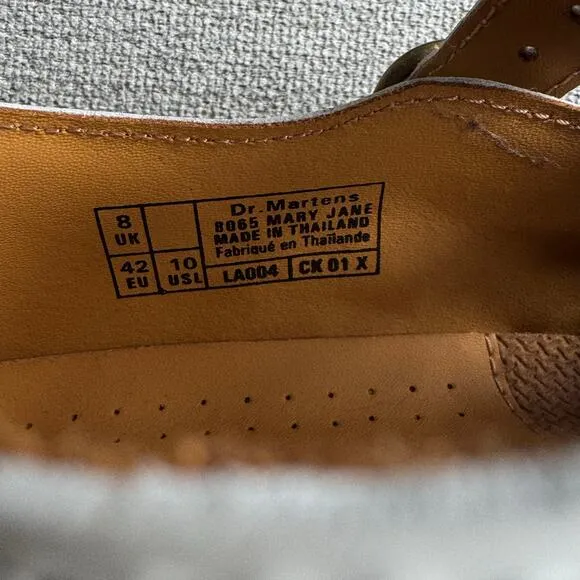 8 UK
42 EU
10 USL
Dr. Martens
8065 MARY JANE
MADE IN THAILAND
Fabriqué en Thaïlande
LA004 CK 01 X